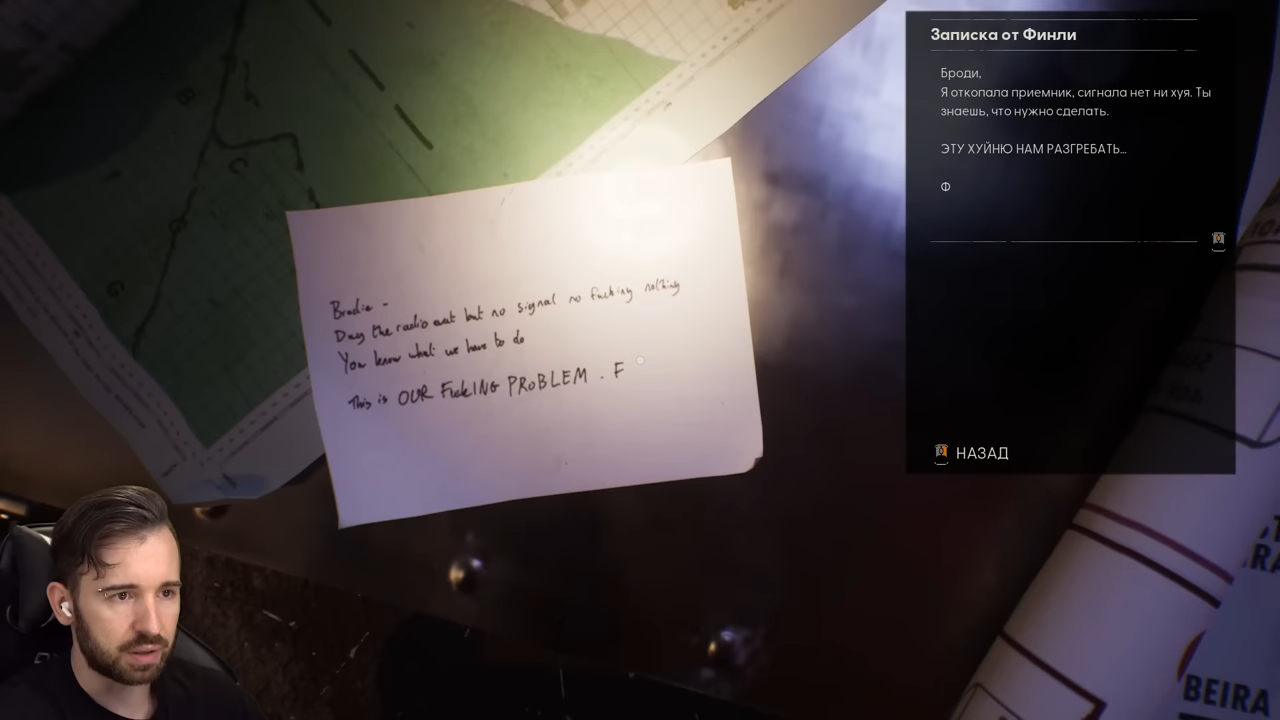 Записка от Финли
Броди,
Я откопала приемник, сигнала нет ни хуя. Ты
знаешь, что нужно сделать.
ЭТУ ХУЙНЮ НАМ РАЗГРЕБАТЬ...
Ф
НАЗАД
Brodie -
Dug the radio out but no signal no fucking nothing
You know what we have to do
This is OUR FucKING PROBLEM . F
BEIRA